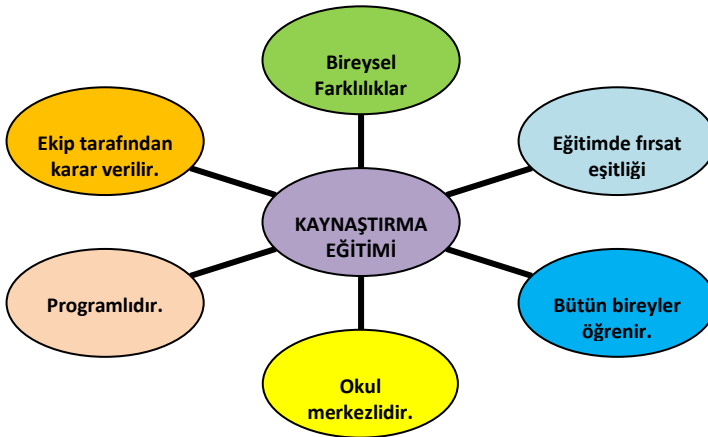 Bireysel
Farklılıklar
Ekip tarafından
karar verilir.
Eğitimde fırsat
eşitliği
KAYNAŞTIRMA
EĞİTİMİ
Programlıdır.
Bütün bireyler
öğrenir.
Okul
merkezlidir.